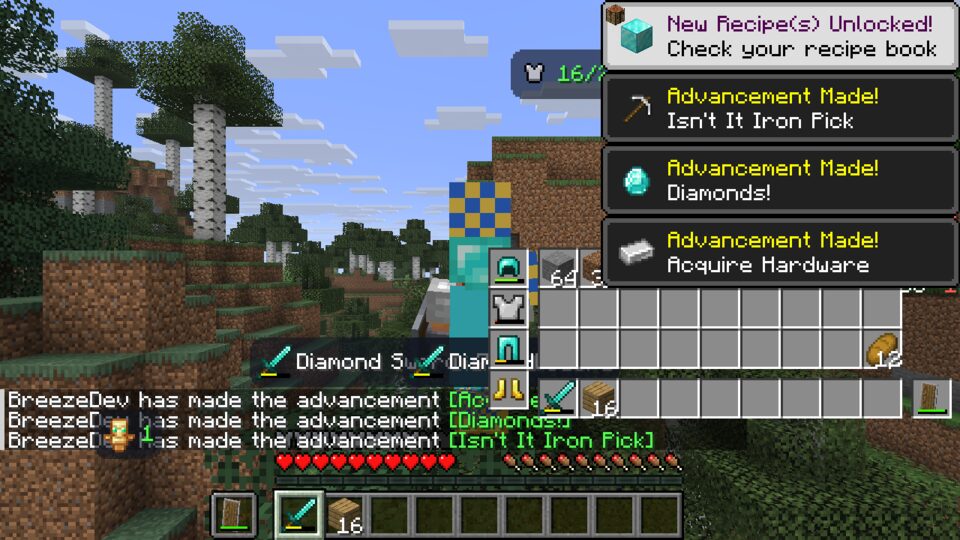 New Recipe(s) Unlocked!
Check your recipe book
16/
Advancement Made!
Isn't It Iron Pick
Advancement Made!
Diamonds!
Advancement Made!
Acquire Hardware
64
12
Diamond
16
BreezeDev has made the advancement
BreezeDev has made the advancement [Diamonds!]
has made the advancement [Isn't It Iron Pick]
1
16